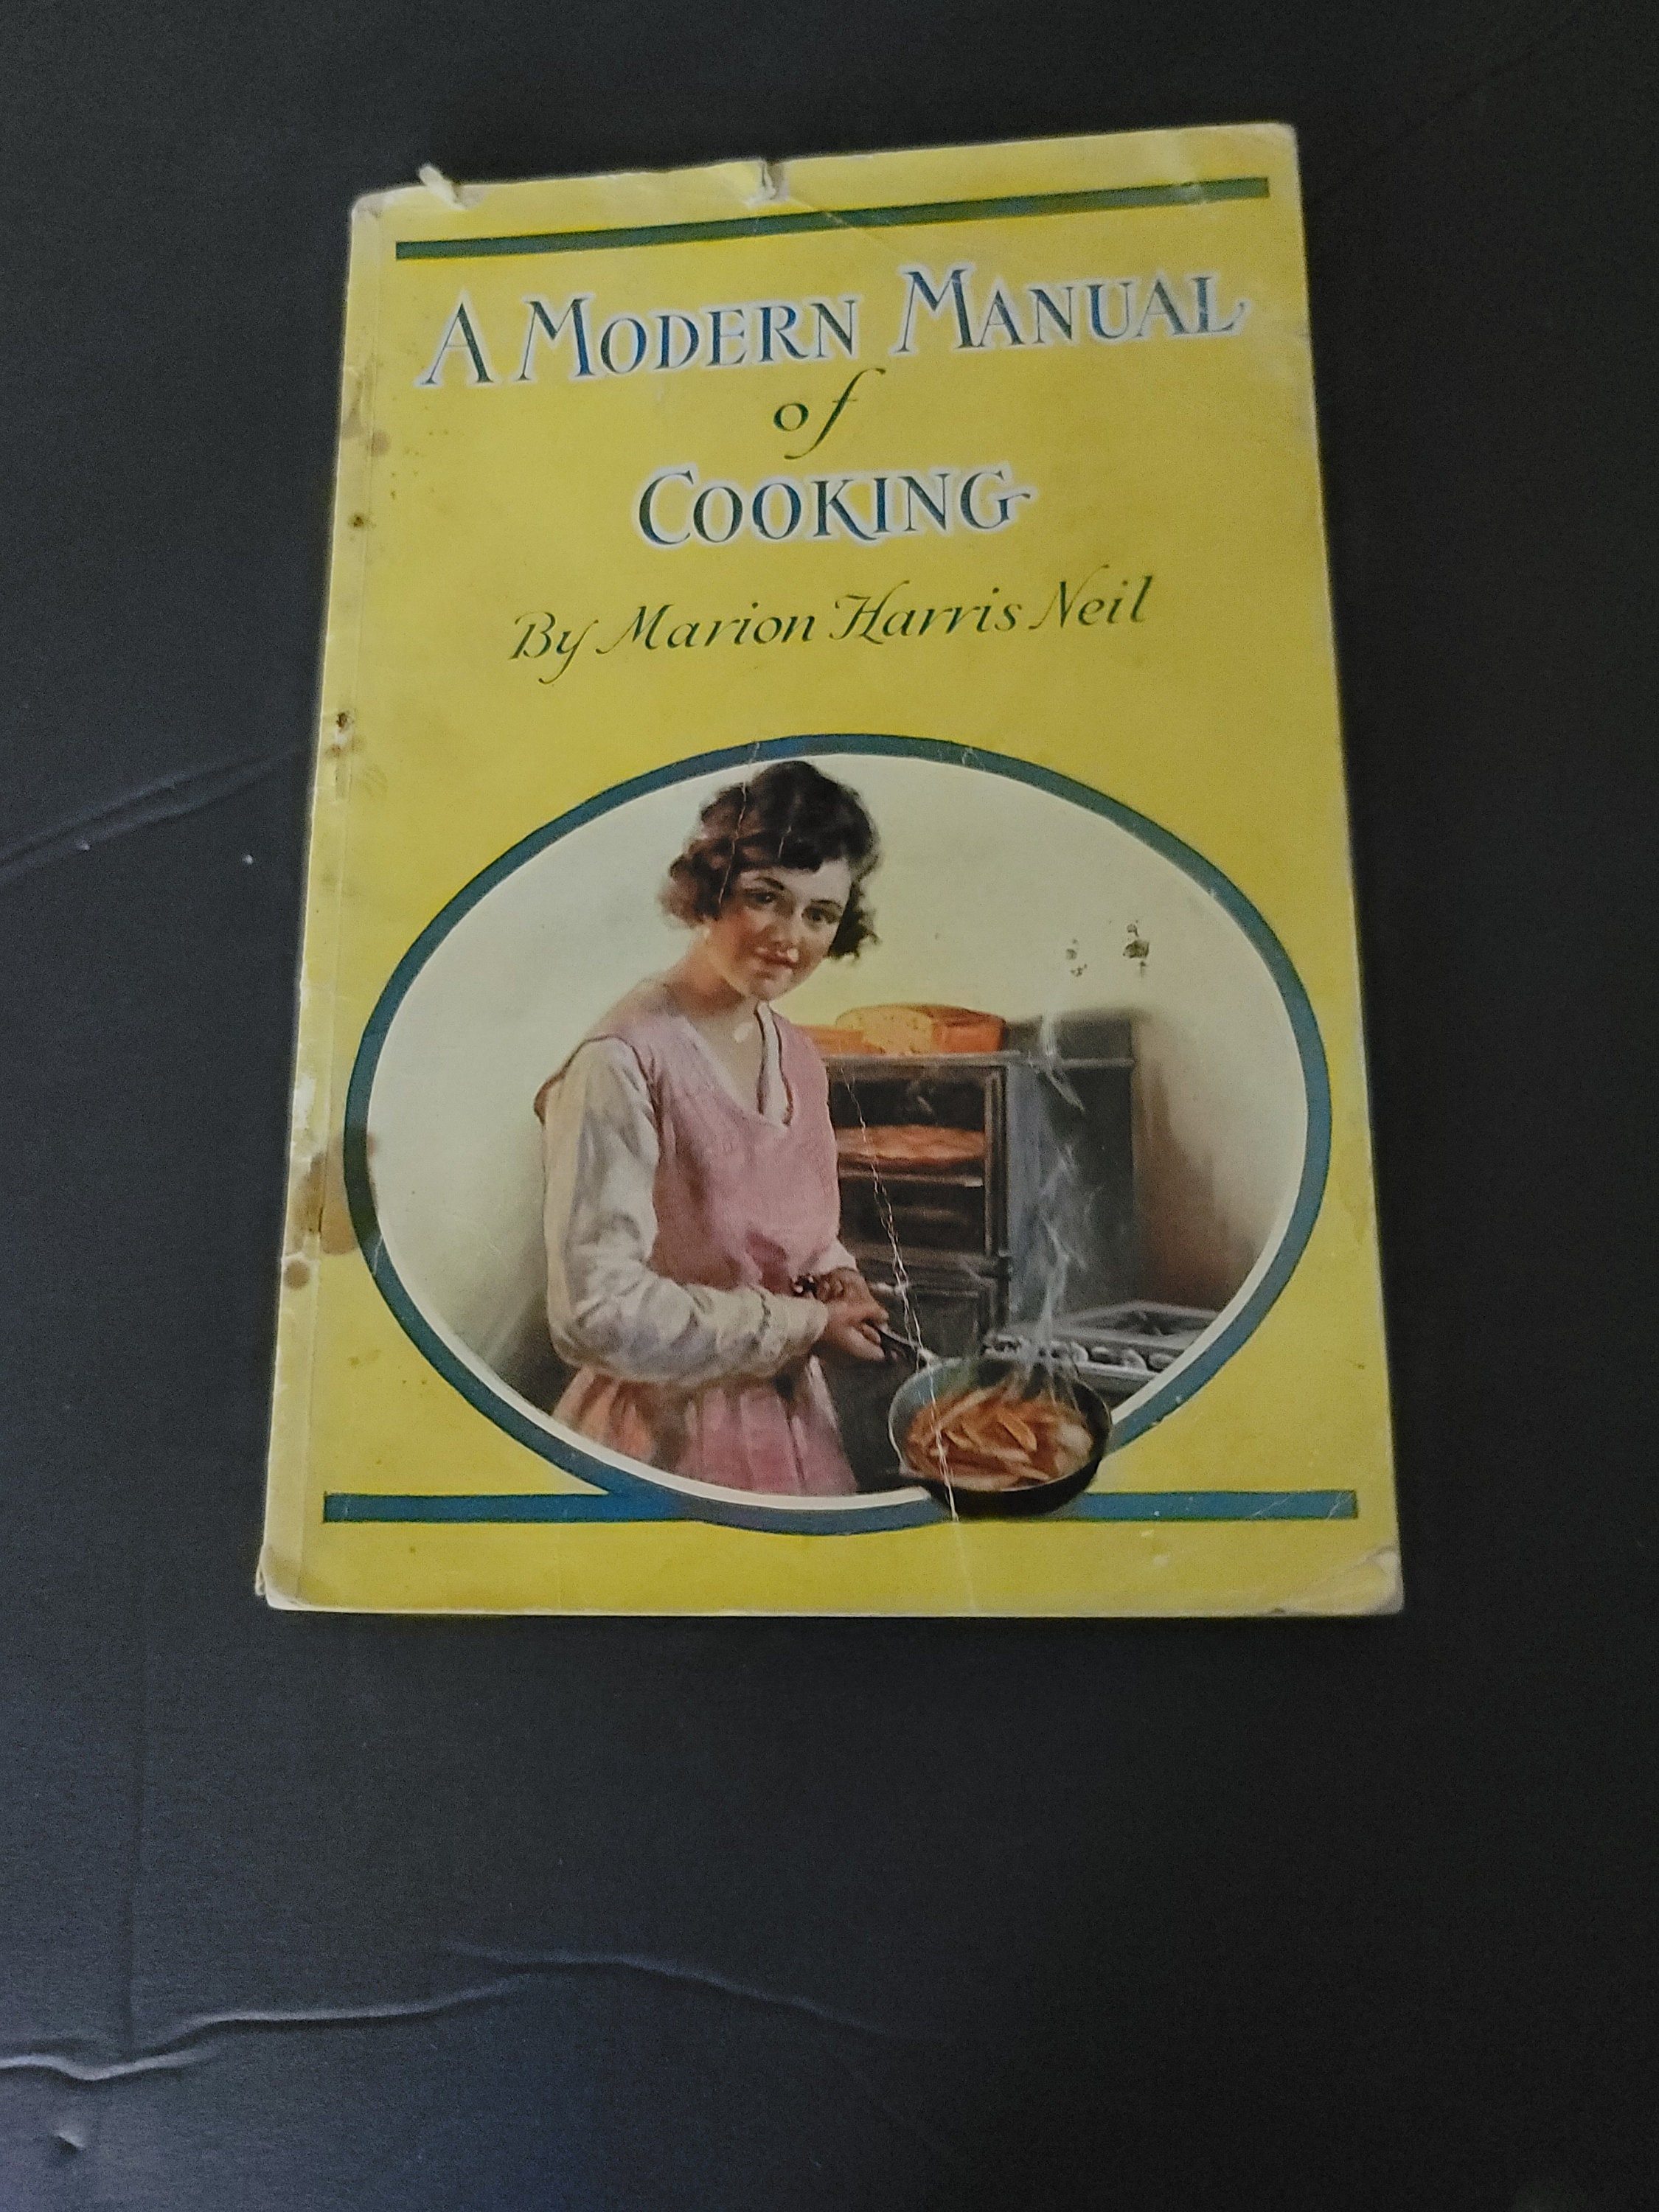 A MODERN MANUAL
of
COOKING
By Marion Harris Neil